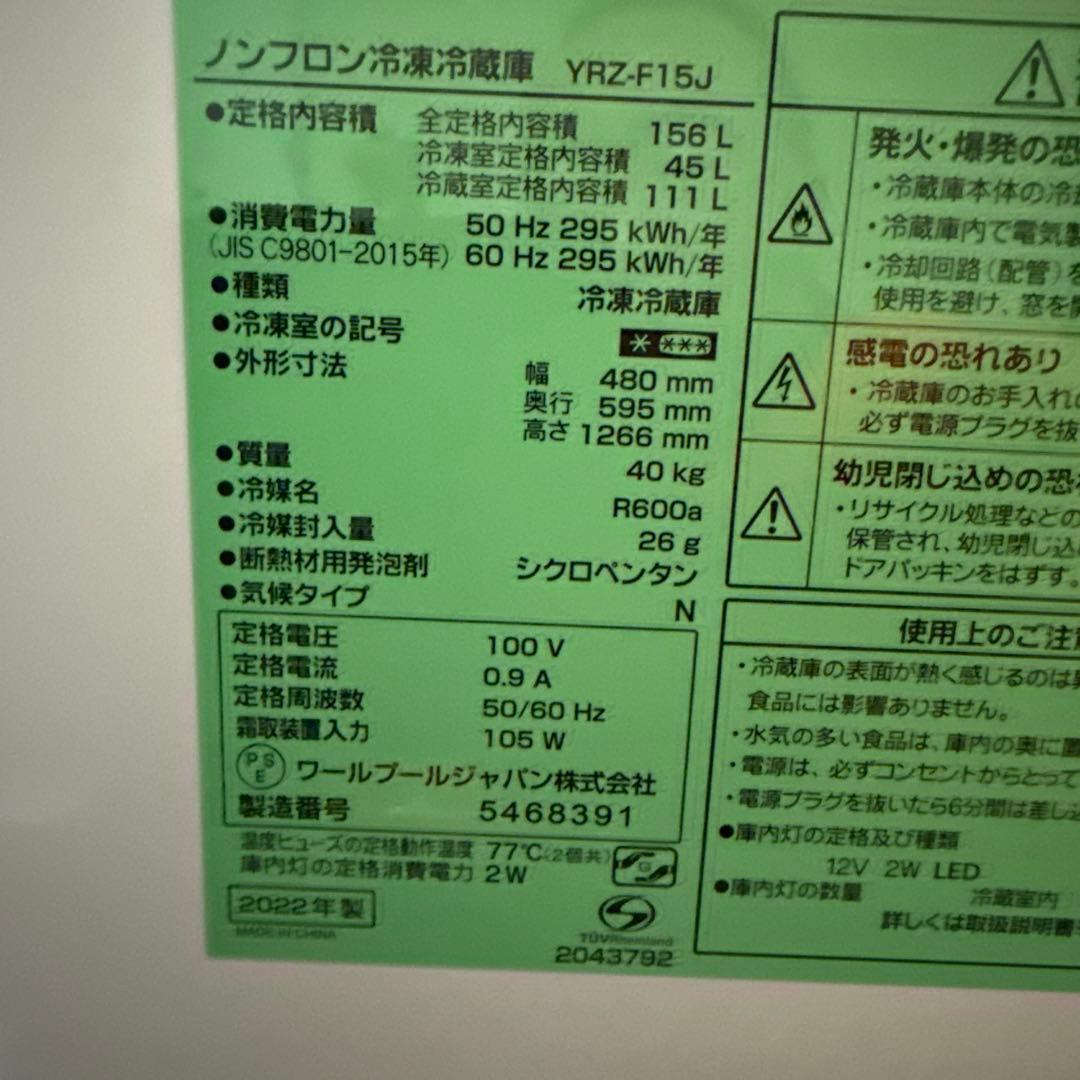 ノンフロン冷凍冷蔵庫 YRZ-F15J
●定格内容積 全定格内容積 156 L
冷凍室定格内容積 45 L
冷蔵室定格内容積 111 L
●消費電力量 50 Hz 295 kWh/年
(JIS C9801-2015年) 60 Hz 295 kWh/年
●種類 冷凍冷蔵庫
●冷凍室の記号
●外形寸法 幅 480 mm
奥行 595 mm
高さ 1266 mm
●質量 40 kg
●冷媒名 R600a
●冷媒封入量 26 g
●断熱材用発泡剤 シクロペンタン
●気候タイプ N
定格電圧 100 V
定格電流 0.9 A
定格周波数 50/60 Hz
霜取装置入力 105 W
PSE ワールプールジャパン株式会社
製造番号 5468391
温度ヒューズの定格動作温度 77℃(2個共)
庫内灯の定格消費電力 2W
G
2022年製
MADE IN CHINA
TÜVRheinland
2043792
発火・爆発の恐
・冷蔵庫本体の冷却
・冷蔵庫内で電気製
・冷却回路(配管)を
使用を避け、窓を開
感電の恐れあり
・冷蔵庫のお手入れの
必ず電源プラグを抜
幼児閉じ込めの恐れ
・リサイクル処理などの
保管され、幼児閉じ込
ドアパッキンをはずす。
使用上のご注意
・冷蔵庫の表面が熱く感じるのは異
食品には影響ありません。
・水気の多い食品は、庫内の奥に置
・電源は、必ずコンセントからとって
・電源プラグを抜いたら6分間は差し込
●庫内灯の定格及び種類
12V 2W LED
●庫内灯の数量 冷蔵室内
詳しくは取扱説明書